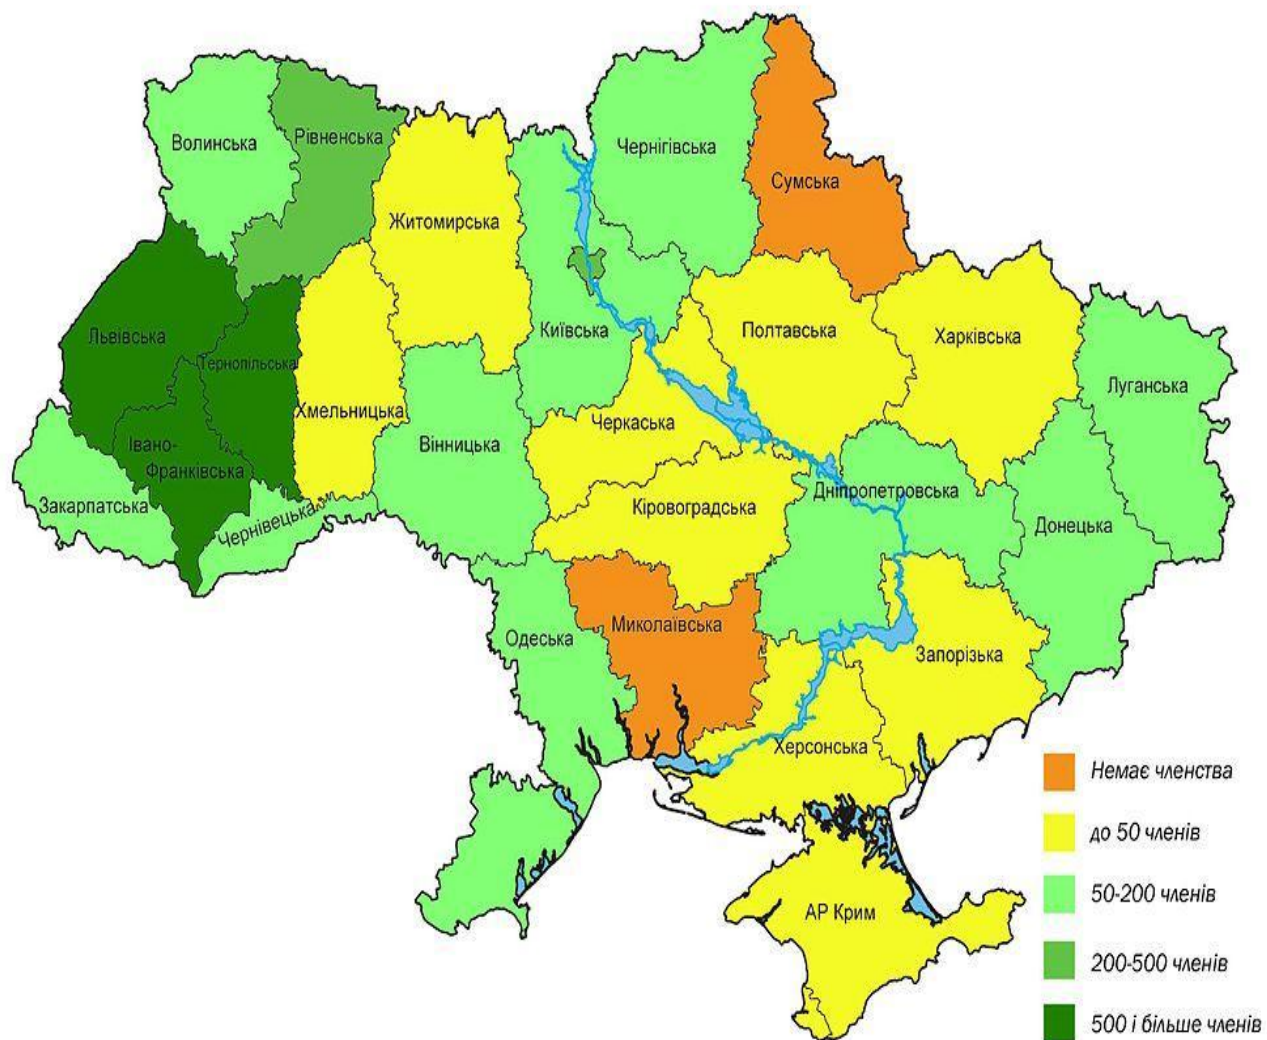 Волинська
Рівненська
Чернігівська
Сумська
Житомирська
Київська
Полтавська
Харківська
Луганська
Львівська
Тернопільська
Хмельницька
Черкаська
Вінницька
Івано-
Франківська
Закарпатська
Чернівецька
Кіровоградська
Дніпропетровська
Донецька
Одеська
Миколаївська
Запорізька
Херсонська
АР Крим
Немає членства
до 50 членів
50-200 членів
200-500 членів
500 і більше членів